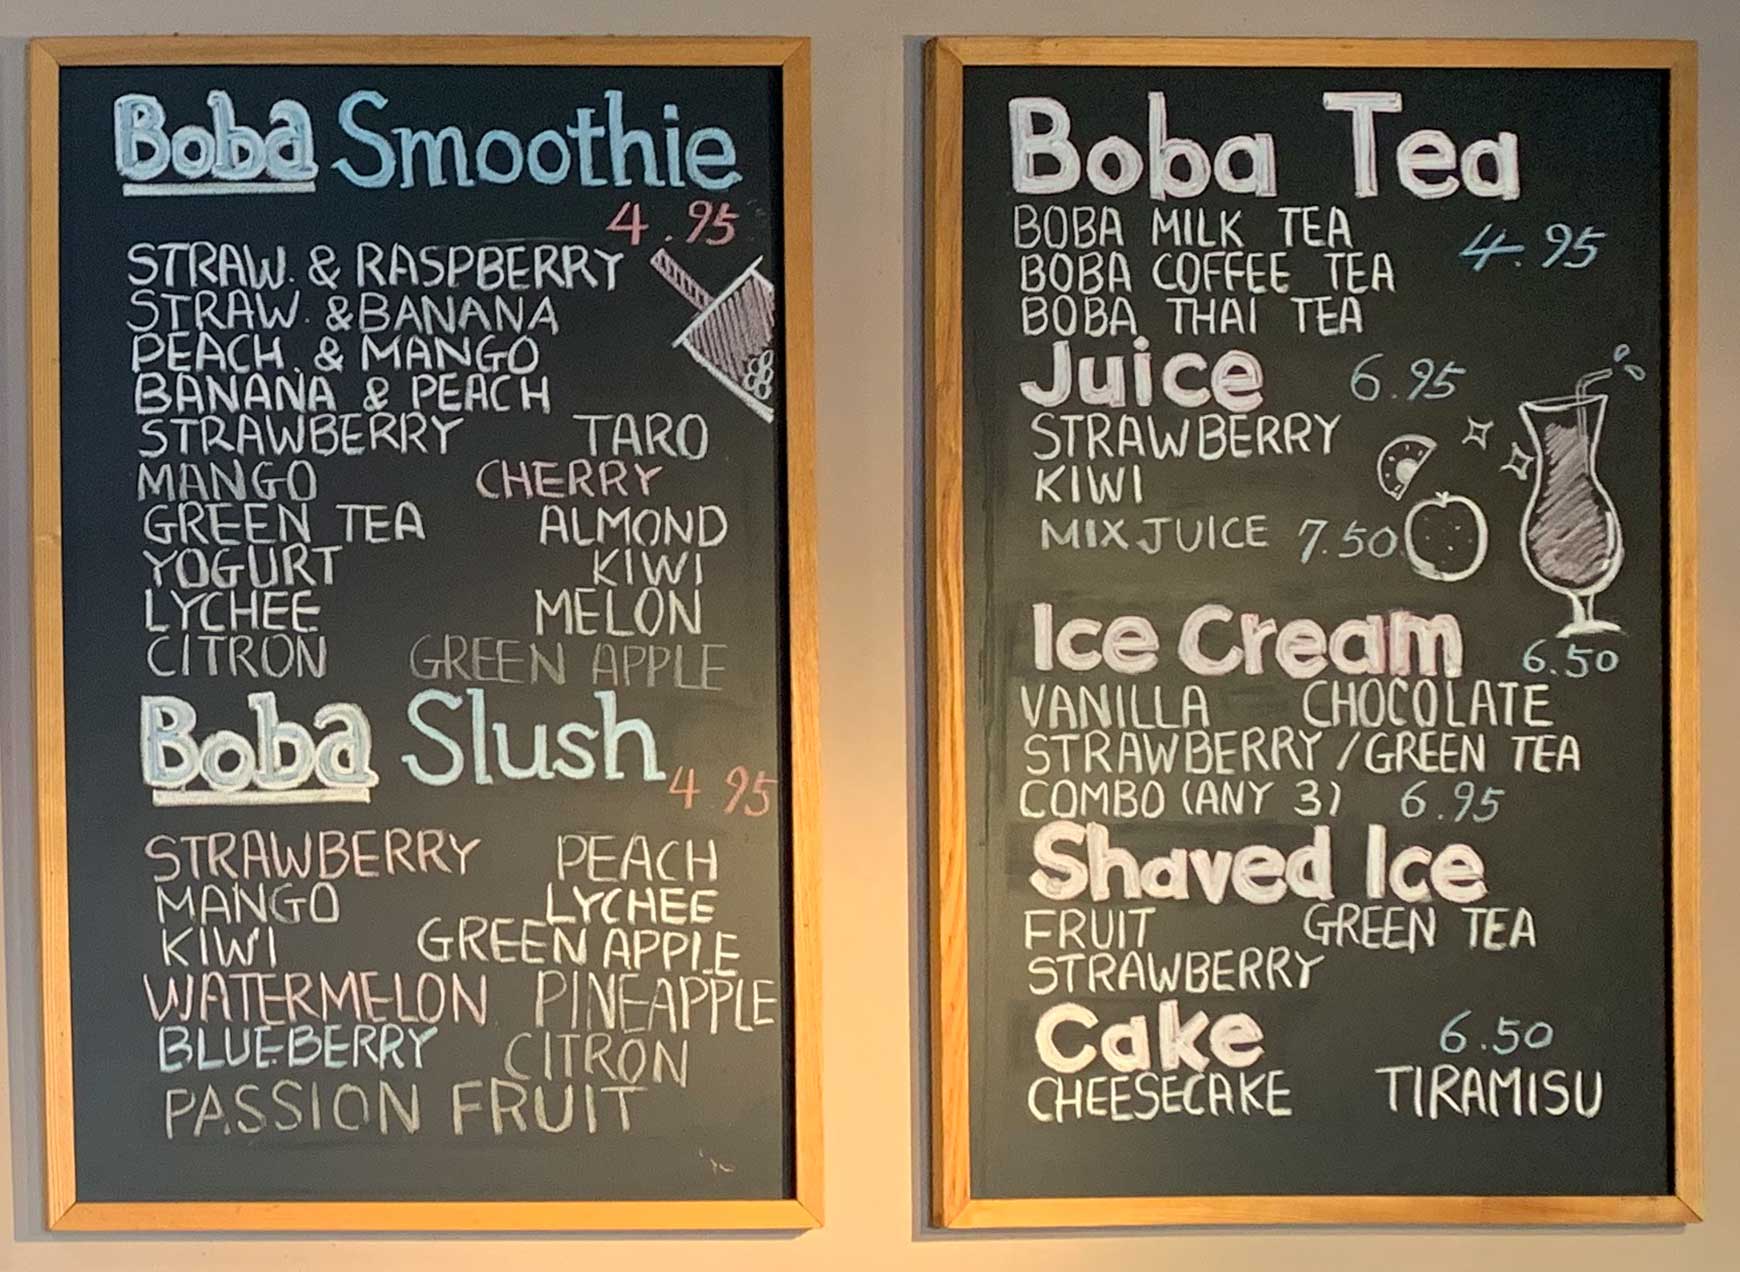 Boba Smoothie
4.95
STRAW. & RASPBERRY
STRAW. & BANANA
PEACH. & MANGO
BANANA & PEACH
STRAWBERRY TARO
MANGO CHERRY
GREEN TEA ALMOND
YOGURT KIWI
LYCHEE MELON
CITRON GREEN APPLE
Boba Slush 4 95
STRAWBERRY PEACH
MANGO LYCHEE
KIWI GREEN APPLE
WATERMELON PINEAPPLE
BLUEBERRY CITRON
PASSION FRUIT
Boba Tea
BOBA MILK TEA 4.95
BOBA COFFEE TEA
BOBA THAI TEA
Juice 6.95
STRAWBERRY
KIWI
MIX JUICE 7.50
Ice Cream 6.50
VANILLA CHOCOLATE
STRAWBERRY / GREEN TEA
COMBO (ANY 3) 6.95
Shaved Ice
FRUIT GREEN TEA
STRAWBERRY
Cake 6.50
CHEESECAKE TIRAMISU